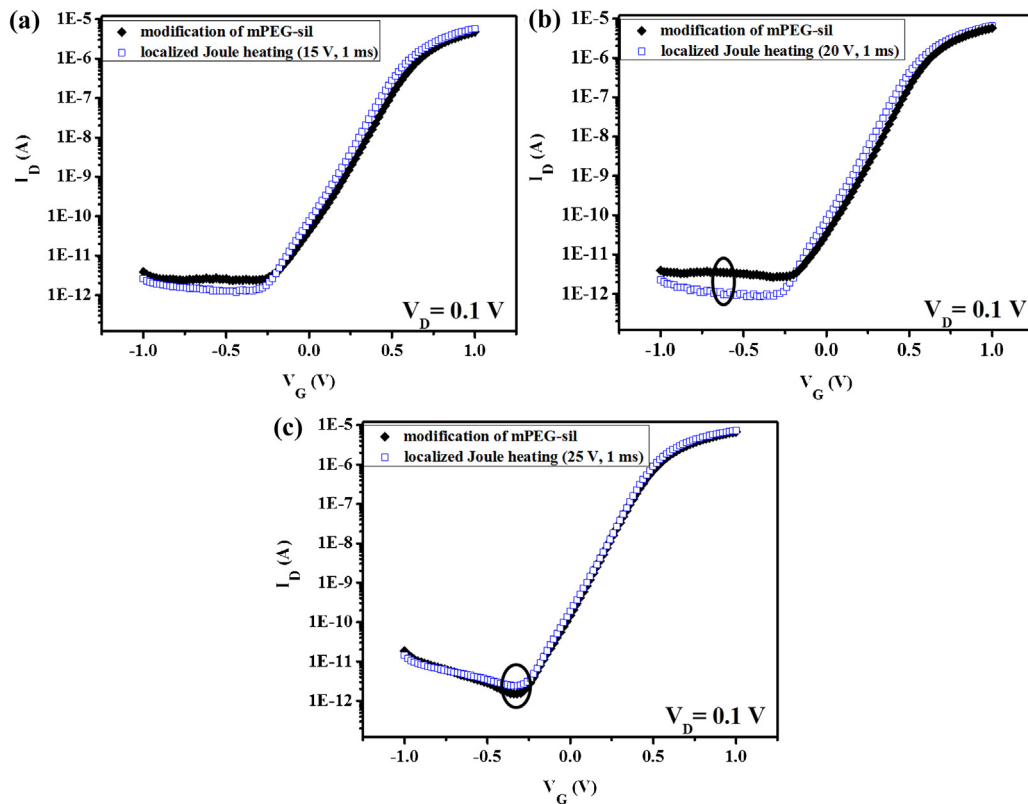 (a)
modification of mPEG-sil
localized Joule heating (15 V, 1 ms)
1E-5
1E-6
1E-7
1E-8
1E-9
1E-10
1E-11
1E-12
I_D (A)
V_D= 0.1 V
-1.0 -0.5 0.0 0.5 1.0
V_G (V)
(b)
modification of mPEG-sil
localized Joule heating (20 V, 1 ms)
1E-5
1E-6
1E-7
1E-8
1E-9
1E-10
1E-11
1E-12
I_D (A)
V_D= 0.1 V
-1.0 -0.5 0.0 0.5 1.0
V_G (V)
(c)
modification of mPEG-sil
localized Joule heating (25 V, 1 ms)
1E-5
1E-6
1E-7
1E-8
1E-9
1E-10
1E-11
1E-12
I_D (A)
V_D= 0.1 V
-1.0 -0.5 0.0 0.5 1.0
V_G (V)